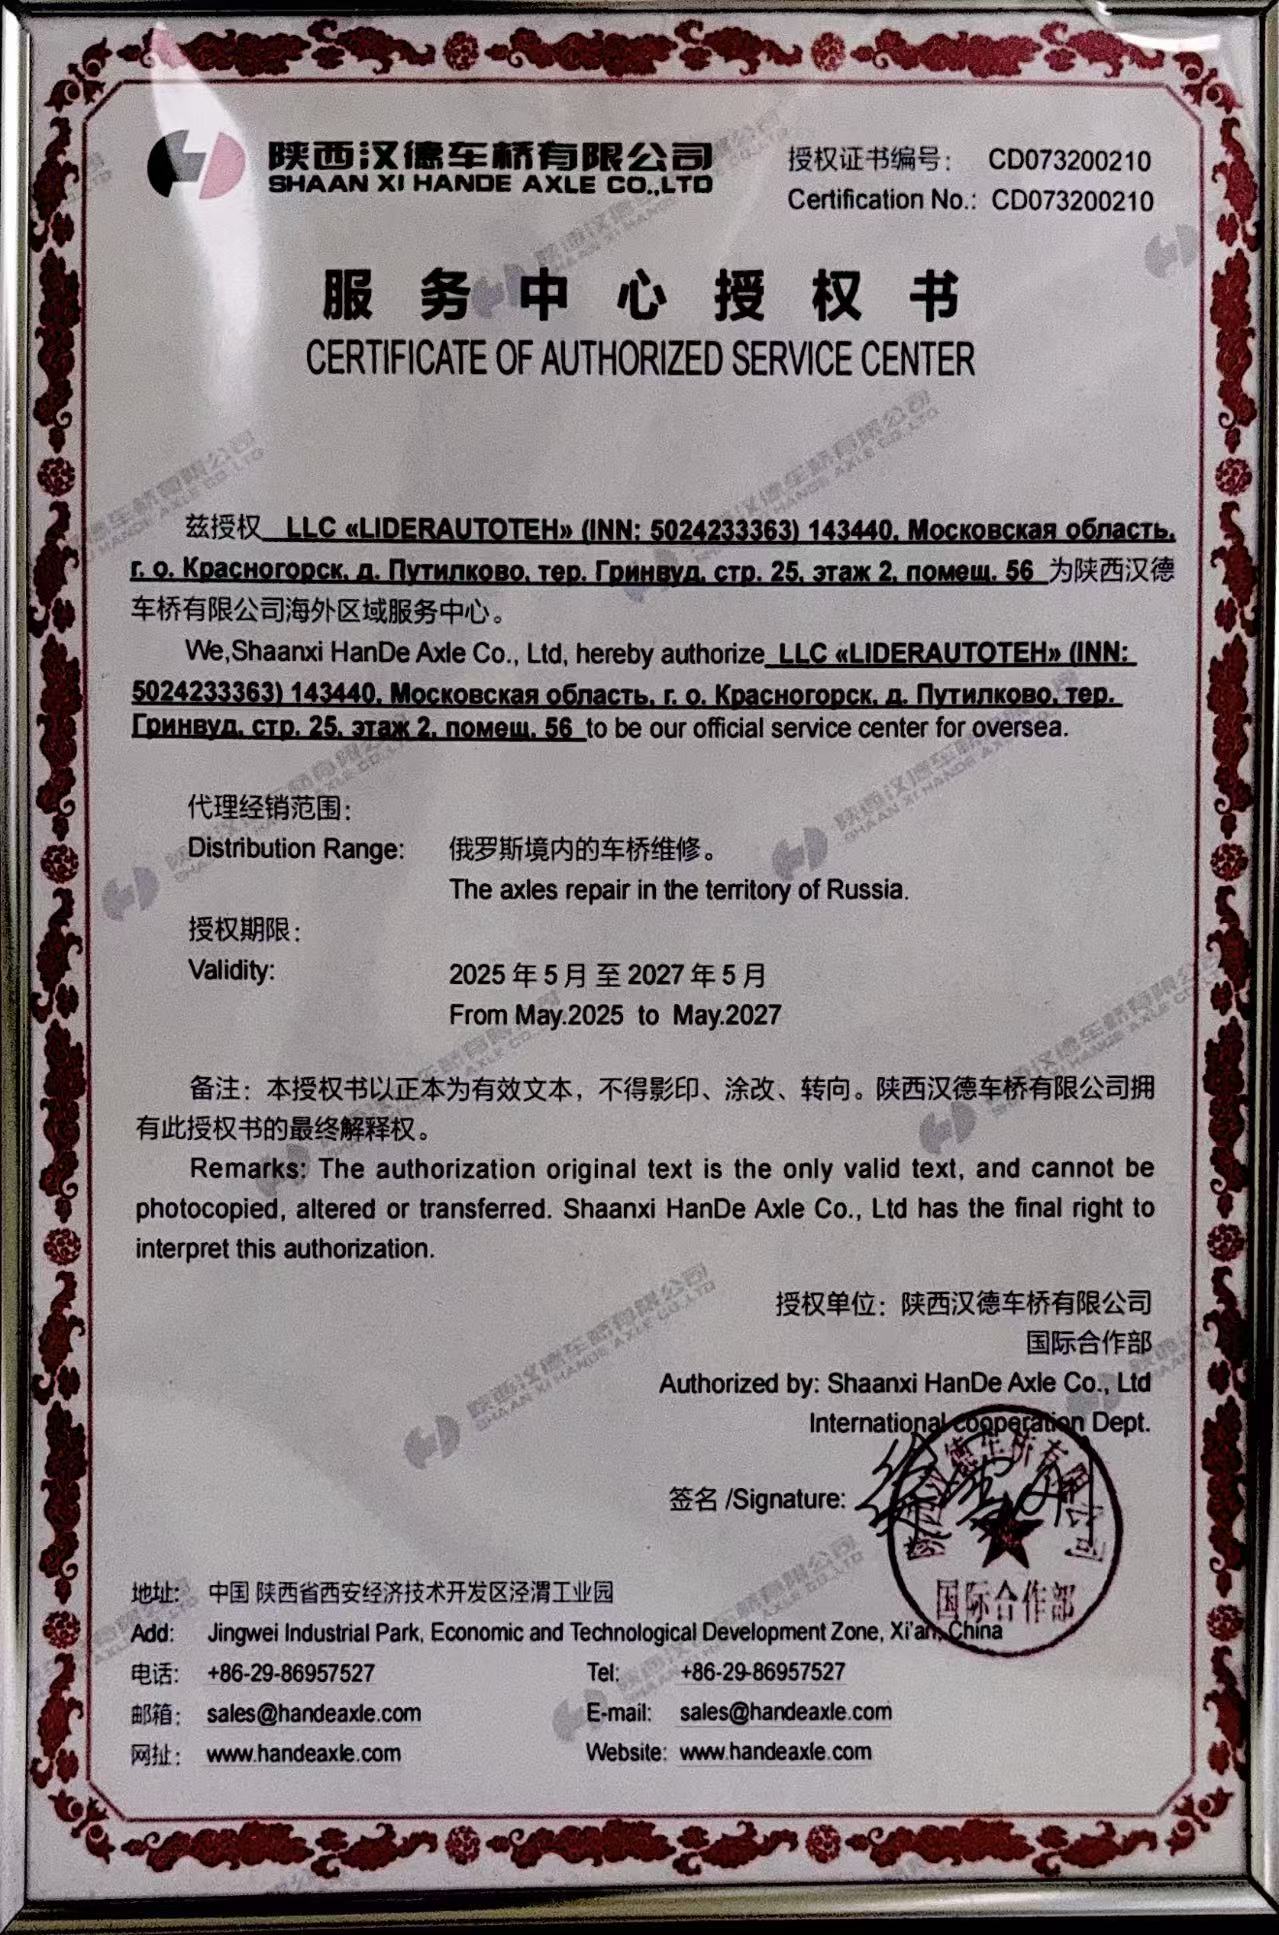 陕西汉德车桥有限公司
SHAAN XI HANDE AXLE CO.,LTD
授权证书编号: CD073200210
Certification No.: CD073200210
服务中心授权书
CERTIFICATE OF AUTHORIZED SERVICE CENTER
兹授权 LLC «LIDERAUTOTEH» (INN: 5024233363) 143440, Московская область,
г. о. Красногорск, д. Путилково, тер. Гринвуд, стр. 25, этаж 2, помещ. 56 为陕西汉德
车桥有限公司海外区域服务中心。
We,Shaanxi HanDe Axle Co., Ltd, hereby authorize LLC «LIDERAUTOTEH» (INN:
5024233363) 143440, Московская область, г. о. Красногорск, д. Путилково, тер.
Гринвуд, стр. 25, этаж 2, помещ. 56 to be our official service center for oversea.
代理经销范围:
Distribution Range: 俄罗斯境内的车桥维修。
The axles repair in the territory of Russia.
授权期限:
Validity: 2025 年 5 月 至 2027 年 5 月
From May.2025 to May.2027
备注: 本授权书以正本为有效文本, 不得影印、涂改、转向。陕西汉德车桥有限公司拥
有此授权书的最终解释权。
Remarks: The authorization original text is the only valid text, and cannot be
photocopied, altered or transferred. Shaanxi HanDe Axle Co., Ltd has the final right to
interpret this authorization.
授权单位: 陕西汉德车桥有限公司
国际合作部
Authorized by: Shaanxi HanDe Axle Co., Ltd
International cooperation Dept.
签名 /Signature:
陕西汉德车桥有限公司
国际合作部
地址: 中国 陕西省西安经济技术开发区泾渭工业园
Add: Jingwei Industrial Park, Economic and Technological Development Zone, Xi'an, China
电话: +86-29-86957527 Tel: +86-29-86957527
邮箱: sales@handeaxle.com E-mail: sales@handeaxle.com
网址: www.handeaxle.com Website: www.handeaxle.com